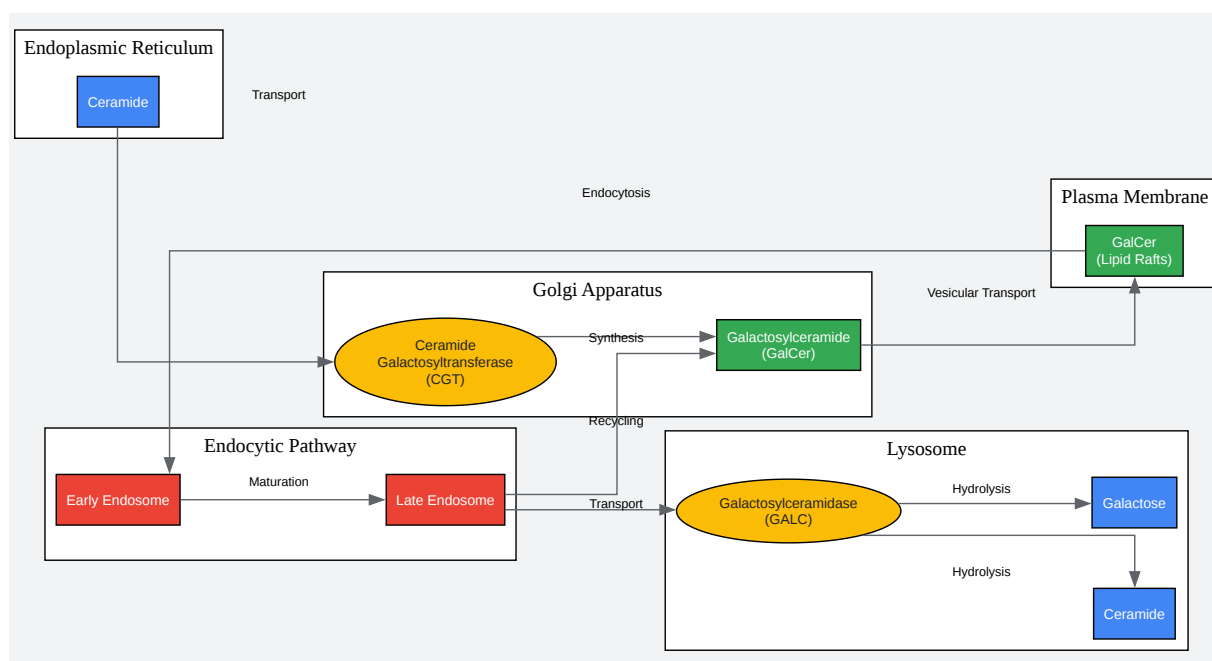 Endoplasmic Reticulum
Ceramide
Transport
Endocytosis
Plasma Membrane
GalCer
(Lipid Rafts)
Vesicular Transport
Golgi Apparatus
Ceramide
Galactosyltransferase
(CGT)
Synthesis
Galactosylceramide
(GalCer)
Recycling
Endocytic Pathway
Early Endosome
Maturation
Late Endosome
Transport
Lysosome
Galactosylceramidase
(GALC)
Hydrolysis
Galactose
Hydrolysis
Ceramide